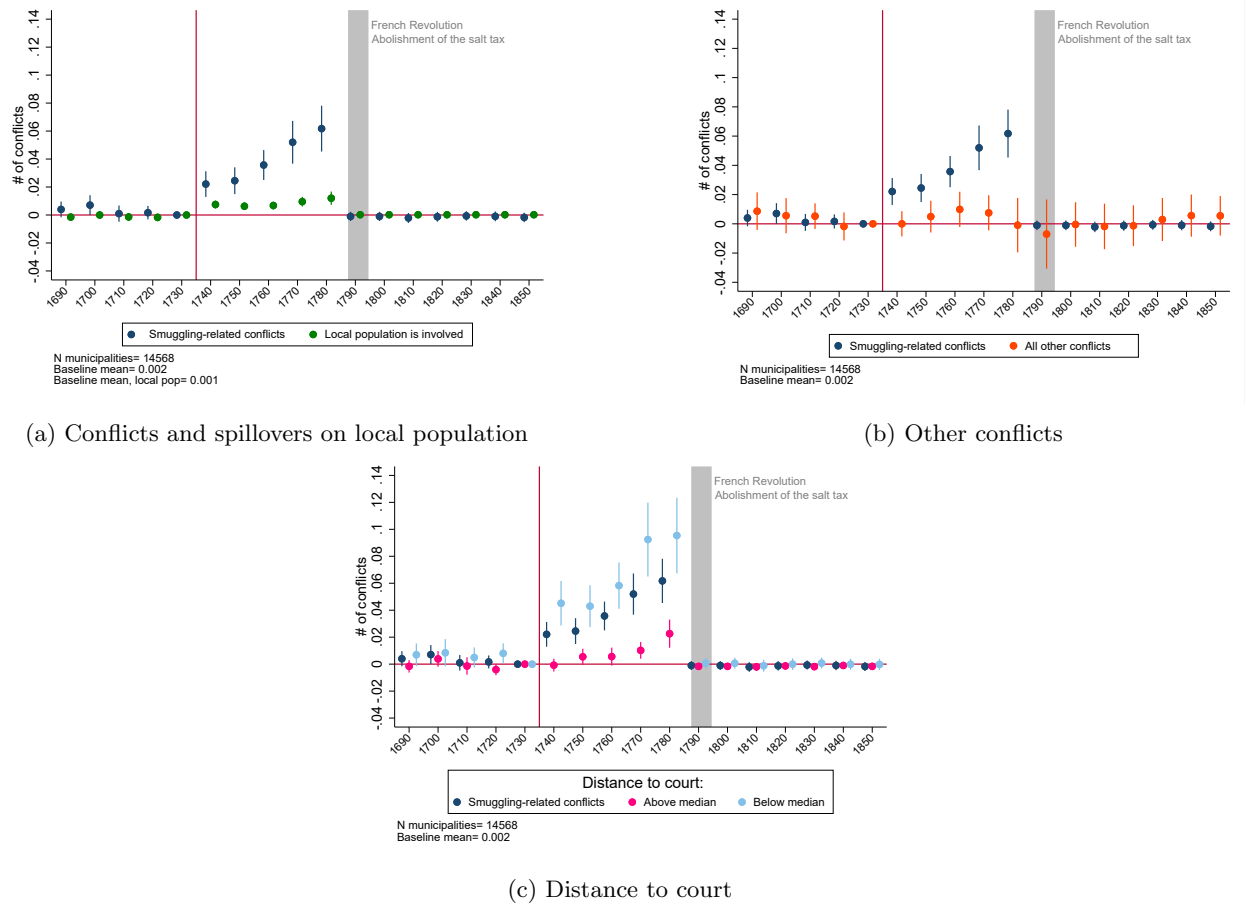 .14
.12
.1
.08
.06
.04
.02
0
-.02
-.04
# of conflicts
French Revolution
Abolishment of the salt tax
1690 1700 1710 1720 1730 1740 1750 1760 1770 1780 1790 1800 1810 1820 1830 1840 1850
Smuggling-related conflicts Local population is involved
N municipalities= 14568
Baseline mean= 0.002
Baseline mean, local pop= 0.001
(a) Conflicts and spillovers on local population
.14
.12
.1
.08
.06
.04
.02
0
-.02
-.04
# of conflicts
French Revolution
Abolishment of the salt tax
1690 1700 1710 1720 1730 1740 1750 1760 1770 1780 1790 1800 1810 1820 1830 1840 1850
Smuggling-related conflicts All other conflicts
N municipalities= 14568
Baseline mean= 0.002
(b) Other conflicts
.14
.12
.1
.08
.06
.04
.02
0
-.02
-.04
# of conflicts
French Revolution
Abolishment of the salt tax
1690 1700 1710 1720 1730 1740 1750 1760 1770 1780 1790 1800 1810 1820 1830 1840 1850
Distance to court:
Smuggling-related conflicts Above median Below median
N municipalities= 14568
Baseline mean= 0.002
(c) Distance to court